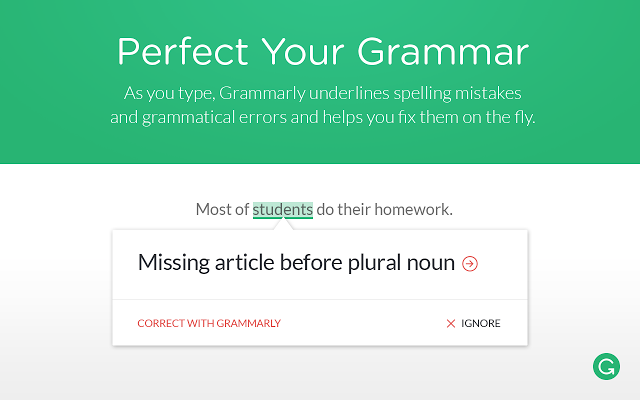 Perfect Your Grammar
As you type, Grammarly underlines spelling mistakes
and grammatical errors and helps you fix them on the fly.
Most of students do their homework.
Missing article before plural noun
CORRECT WITH GRAMMARLY
IGNORE
G